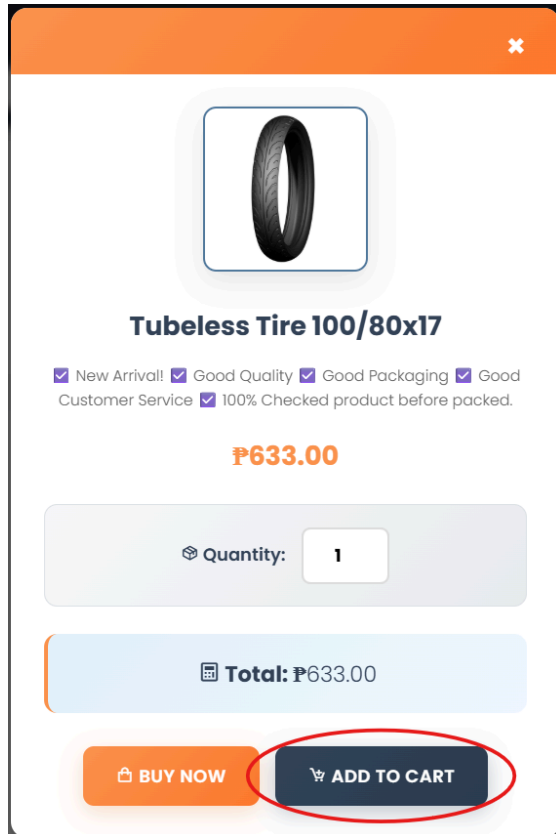 ✖
Tubeless Tire 100/80x17
☑ New Arrival! ☑ Good Quality ☑ Good Packaging ☑ Good
Customer Service ☑ 100% Checked product before packed.
₱633.00
Quantity: 1
Total: ₱633.00
BUY NOW ADD TO CART